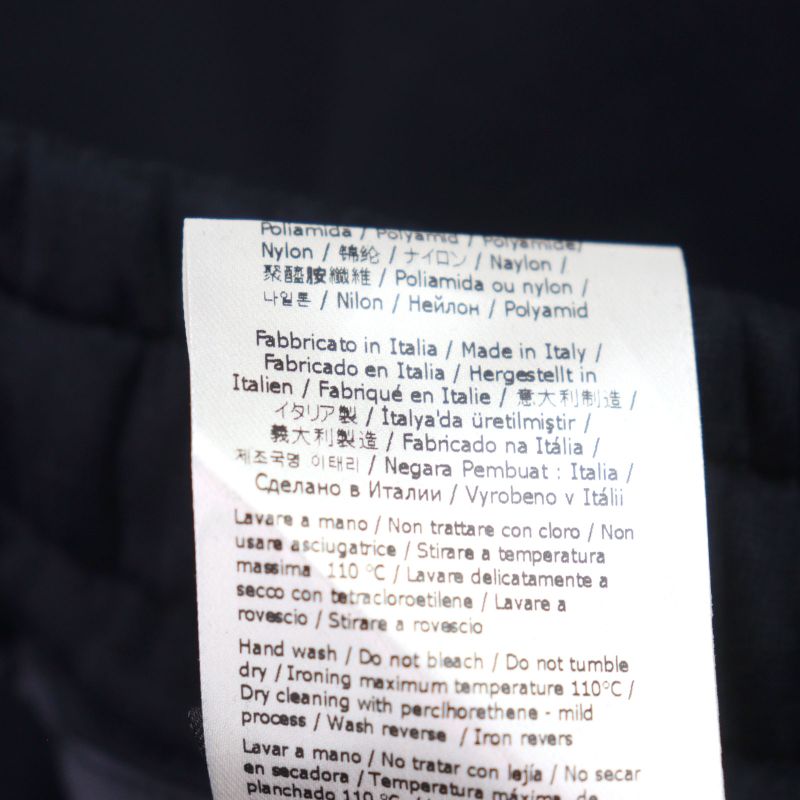 Poliamida / Polyamid / Polyamide/
Nylon / 锦纶 / ナイロン / Naylon /
聚醯胺纖維 / Poliamida ou nylon /
나일론 / Nilon / Нейлон / Polyamid
Fabbricato in Italia / Made in Italy /
Fabricado en Italia / Hergestellt in
Italien / Fabriqué en Italie / 意大利制造 /
イタリア製 / İtalya'da üretilmiştir /
義大利製造 / Fabricado na Itália /
제조국명 이태리 / Negara Pembuat : Italia /
Сделано в Италии / Vyrobeno v Itálii
Lavare a mano / Non trattare con cloro / Non
usare asciugatrice / Stirare a temperatura
massima 110 °C / Lavare delicatamente a
secco con tetracloroetilene / Lavare a
rovescio / Stirare a rovescio
Hand wash / Do not bleach / Do not tumble
dry / Ironing maximum temperature 110°C /
Dry cleaning with perclhorethene - mild
process / Wash reverse / Iron revers
Lavar a mano / No tratar con lejía / No secar
en secadora / Temperatura máxima de
planchado 110 °C /